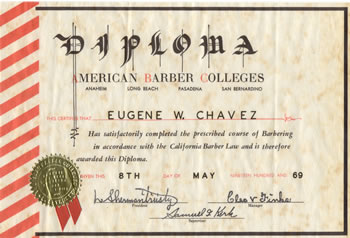 DIPLOMA
AMERICAN BARBER COLLEGES
ANAHEIM LONG BEACH PASADENA SAN BERNARDINO
THIS CERTIFIES THAT EUGENE W. CHAVEZ
Has satisfactorily completed the prescribed course of Barbering
in accordance with the California Barber Law and is therefore
awarded this Diploma.
GIVEN THIS 8TH DAY OF MAY NINETEEN HUNDRED AND 69
President Manager
Supervisor